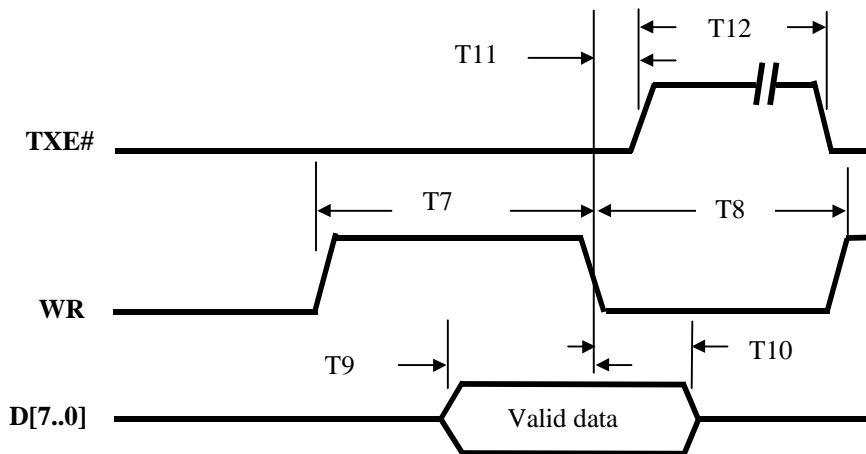 T12
T11
TXE#
T7
T8
WR
T9
T10
D[7..0]
Valid data